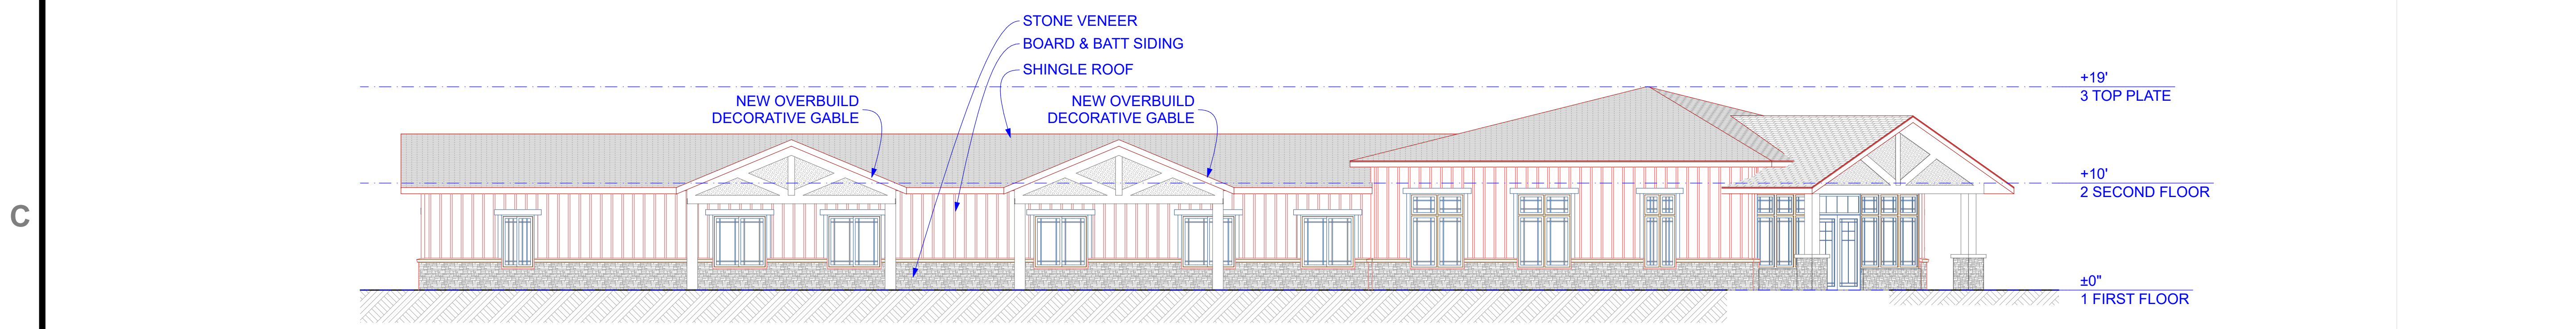 STONE VENEER
BOARD & BATT SIDING
SHINGLE ROOF
NEW OVERBUILD
DECORATIVE GABLE
NEW OVERBUILD
DECORATIVE GABLE
+19'
3 TOP PLATE
+10'
2 SECOND FLOOR
C
±0"
1 FIRST FLOOR